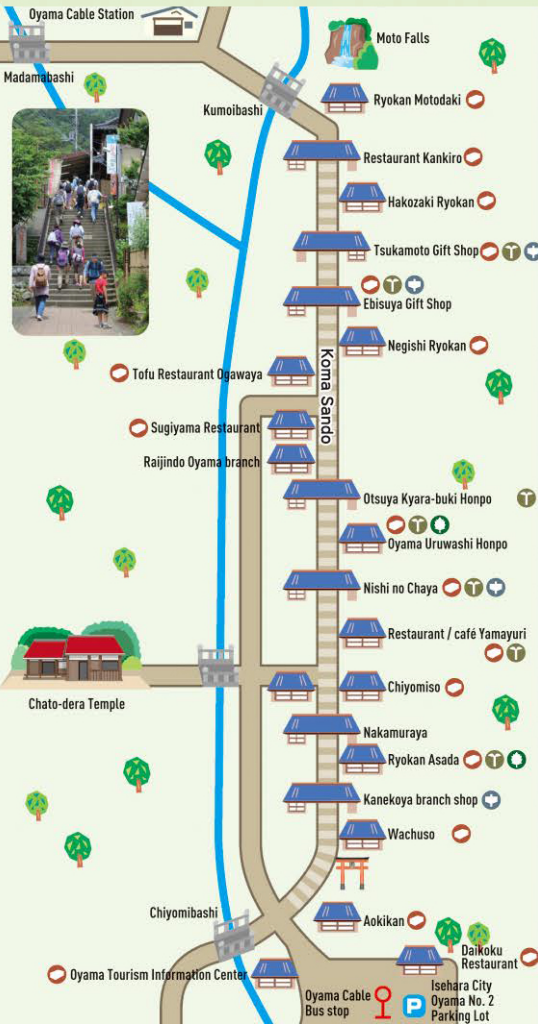 Oyama Cable Station
Madamabashi
Kumoibashi
Moto Falls
Ryokan Motodaki
Restaurant Kankiro
Hakozaki Ryokan
Tsukamoto Gift Shop
Ebisuya Gift Shop
Negishi Ryokan
Koma Sando
Tofu Restaurant Ogawaya
Sugiyama Restaurant
Raijindo Oyama branch
Otsuya Kyara-buki Honpo
Oyama Uruwashi Honpo
Nishi no Chaya
Restaurant / café Yamayuri
Chato-dera Temple
Chiyomiso
Nakamuraya
Ryokan Asada
Kanekoya branch shop
Wachuso
Chiyomibashi
Aokikan
Daikoku
Restaurant
Oyama Tourism Information Center
Oyama Cable
Bus stop
P
Isehara City
Oyama No. 2
Parking Lot